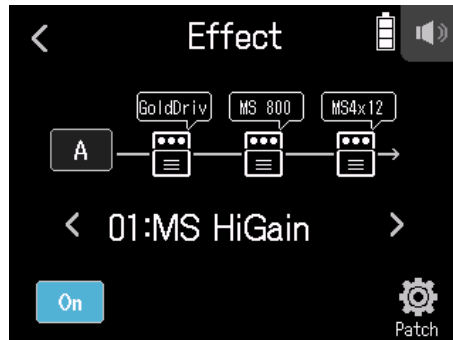 Effect
GoldDriv MS 800 MS4x12
A
01:MS HiGain
On
Patch